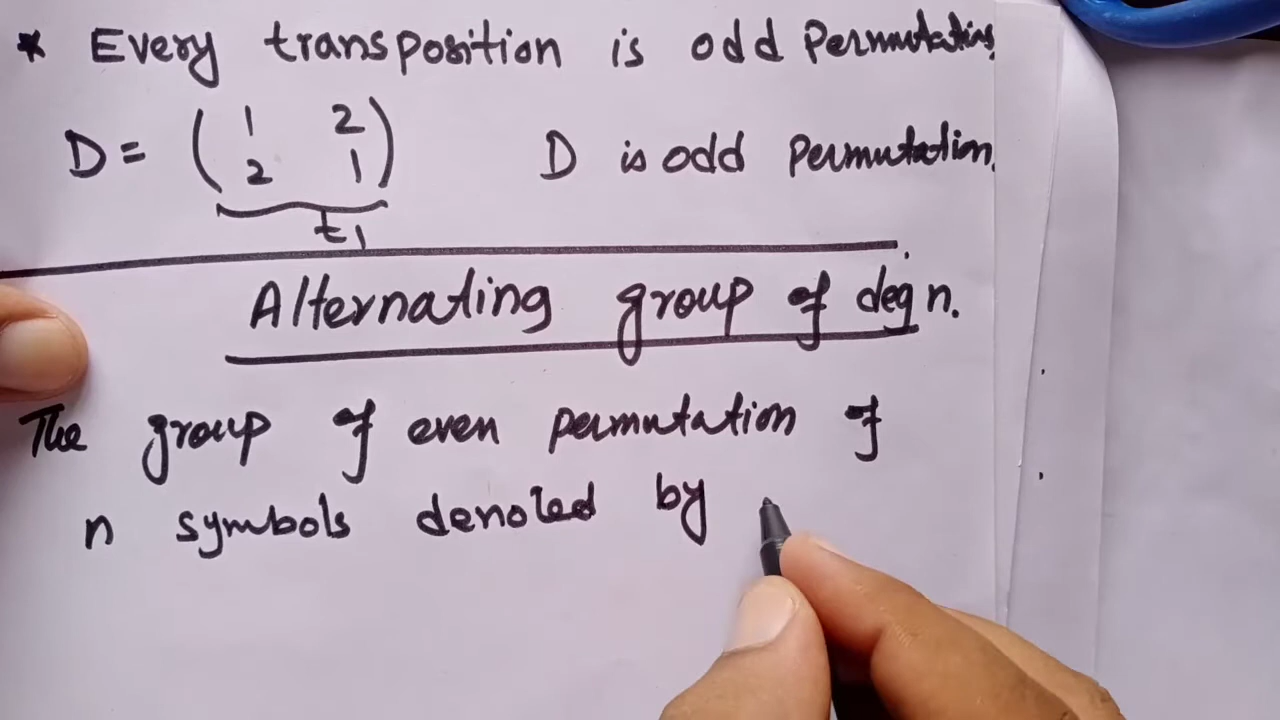 * Every transposition is odd Permutation
D = ( 1 2
2 1 ) D is odd Permutation.
t1
Alternating group of deg n.
The group of even permutation of
n symbols denoted by